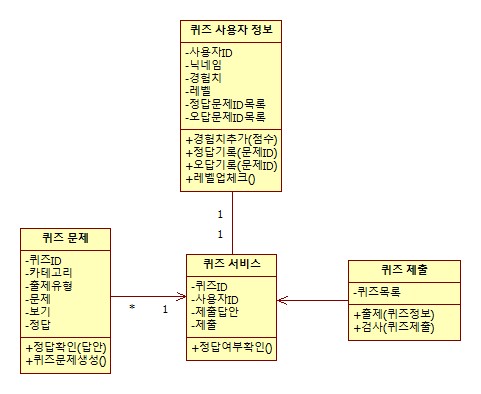 퀴즈 사용자 정보
-사용자ID
-닉네임
-경험치
-레벨
-정답문제ID목록
-오답문제ID목록
+경험치추가(점수)
+정답기록(문제ID)
+오답기록(문제ID)
+레벨업체크()
1
1
퀴즈 문제
-퀴즈ID
-카테고리
-출제유형
-문제
-보기
-정답
+정답확인(답안)
+퀴즈문제생성()
*
1
퀴즈 서비스
-퀴즈ID
-사용자ID
-제출답안
-제출
+정답여부확인()
퀴즈 제출
-퀴즈목록
+출제(퀴즈정보)
+검사(퀴즈제출)